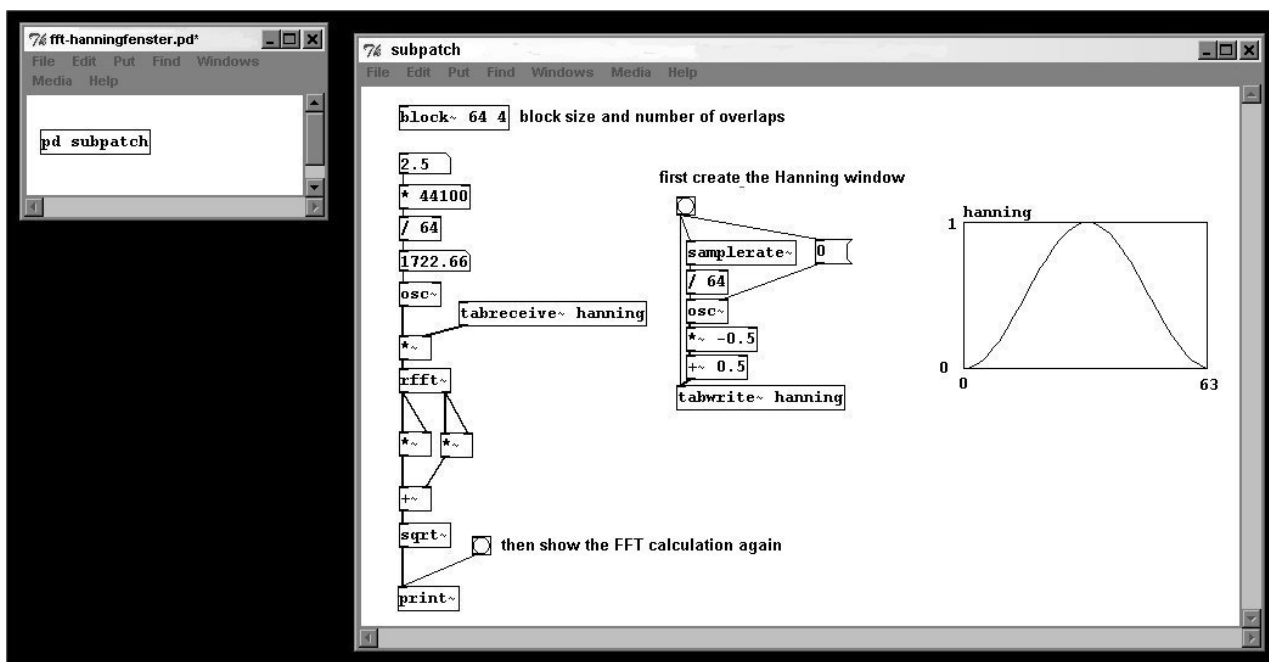 fft-hanningfenster.pd*
File Edit Put Find Windows
Media Help
pd subpatch
subpatch
File Edit Put Find Windows Media Help
block~ 64 4 block size and number of overlaps
2.5
* 44100
/ 64
1722.66
osc~
tabreceive~ hanning
*~
rfft~
*~ *~
+~
sqrt~
then show the FFT calculation again
print~
first create the Hanning window
samplerate~
0
/ 64
osc~
*~ -0.5
+~ 0.5
tabwrite~ hanning
hanning
1
0
0 63